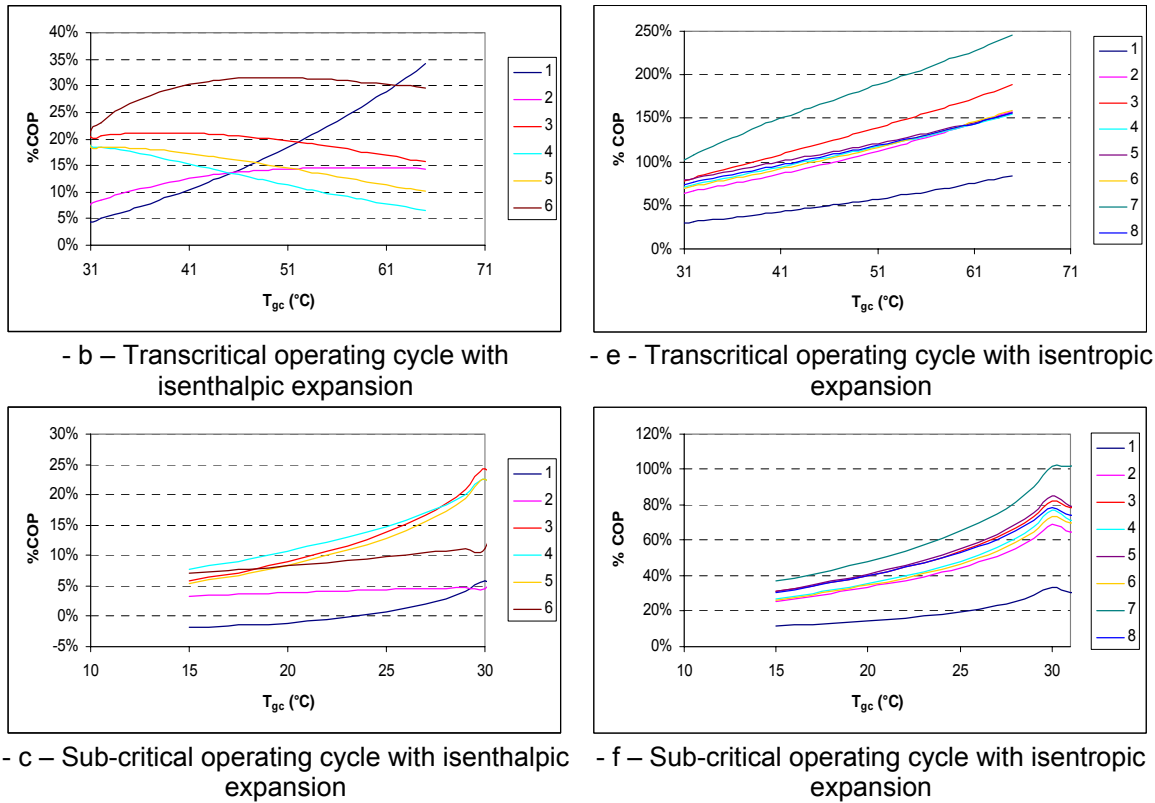 40%
35%
30%
25%
20%
15%
10%
5%
0%
%COP
31 41 51 61 71
Tgc (°C)
1
2
3
4
5
6
- b – Transcritical operating cycle with
isenthalpic expansion
250%
200%
150%
100%
50%
0%
% COP
31 41 51 61 71
Tgc (°C)
1
2
3
4
5
6
7
8
- e - Transcritical operating cycle with isentropic
expansion
30%
25%
20%
15%
10%
5%
0%
-5%
%COP
10 15 20 25 30
Tgc (°C)
1
2
3
4
5
6
- c – Sub-critical operating cycle with isenthalpic
expansion
120%
100%
80%
60%
40%
20%
0%
% COP
10 15 20 25 30
Tgc (°C)
1
2
3
4
5
6
7
8
- f – Sub-critical operating cycle with isentropic
expansion